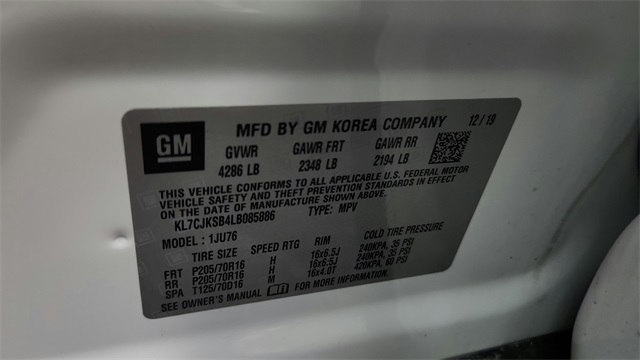 GM MFD BY GM KOREA COMPANY 12/19
GVWR GAWR FRT GAWR RR
4286 LB 2348 LB 2194 LB
THIS VEHICLE CONFORMS TO ALL APPLICABLE U.S. FEDERAL MOTOR
VEHICLE SAFETY AND THEFT PREVENTION STANDARDS IN EFFECT
ON THE DATE OF MANUFACTURE SHOWN ABOVE.
KL7CJKSB4LB085886 TYPE: MPV
MODEL : 1JU76
TIRE SIZE SPEED RTG RIM COLD TIRE PRESSURE
FRT P205/70R16 H 16x6.5J 240KPA, 35 PSI
RR P205/70R16 H 16x6.5J 240KPA, 35 PSI
SPA T125/70D16 M 16x4.0T 420KPA, 60 PSI
SEE OWNER'S MANUAL FOR MORE INFORMATION.